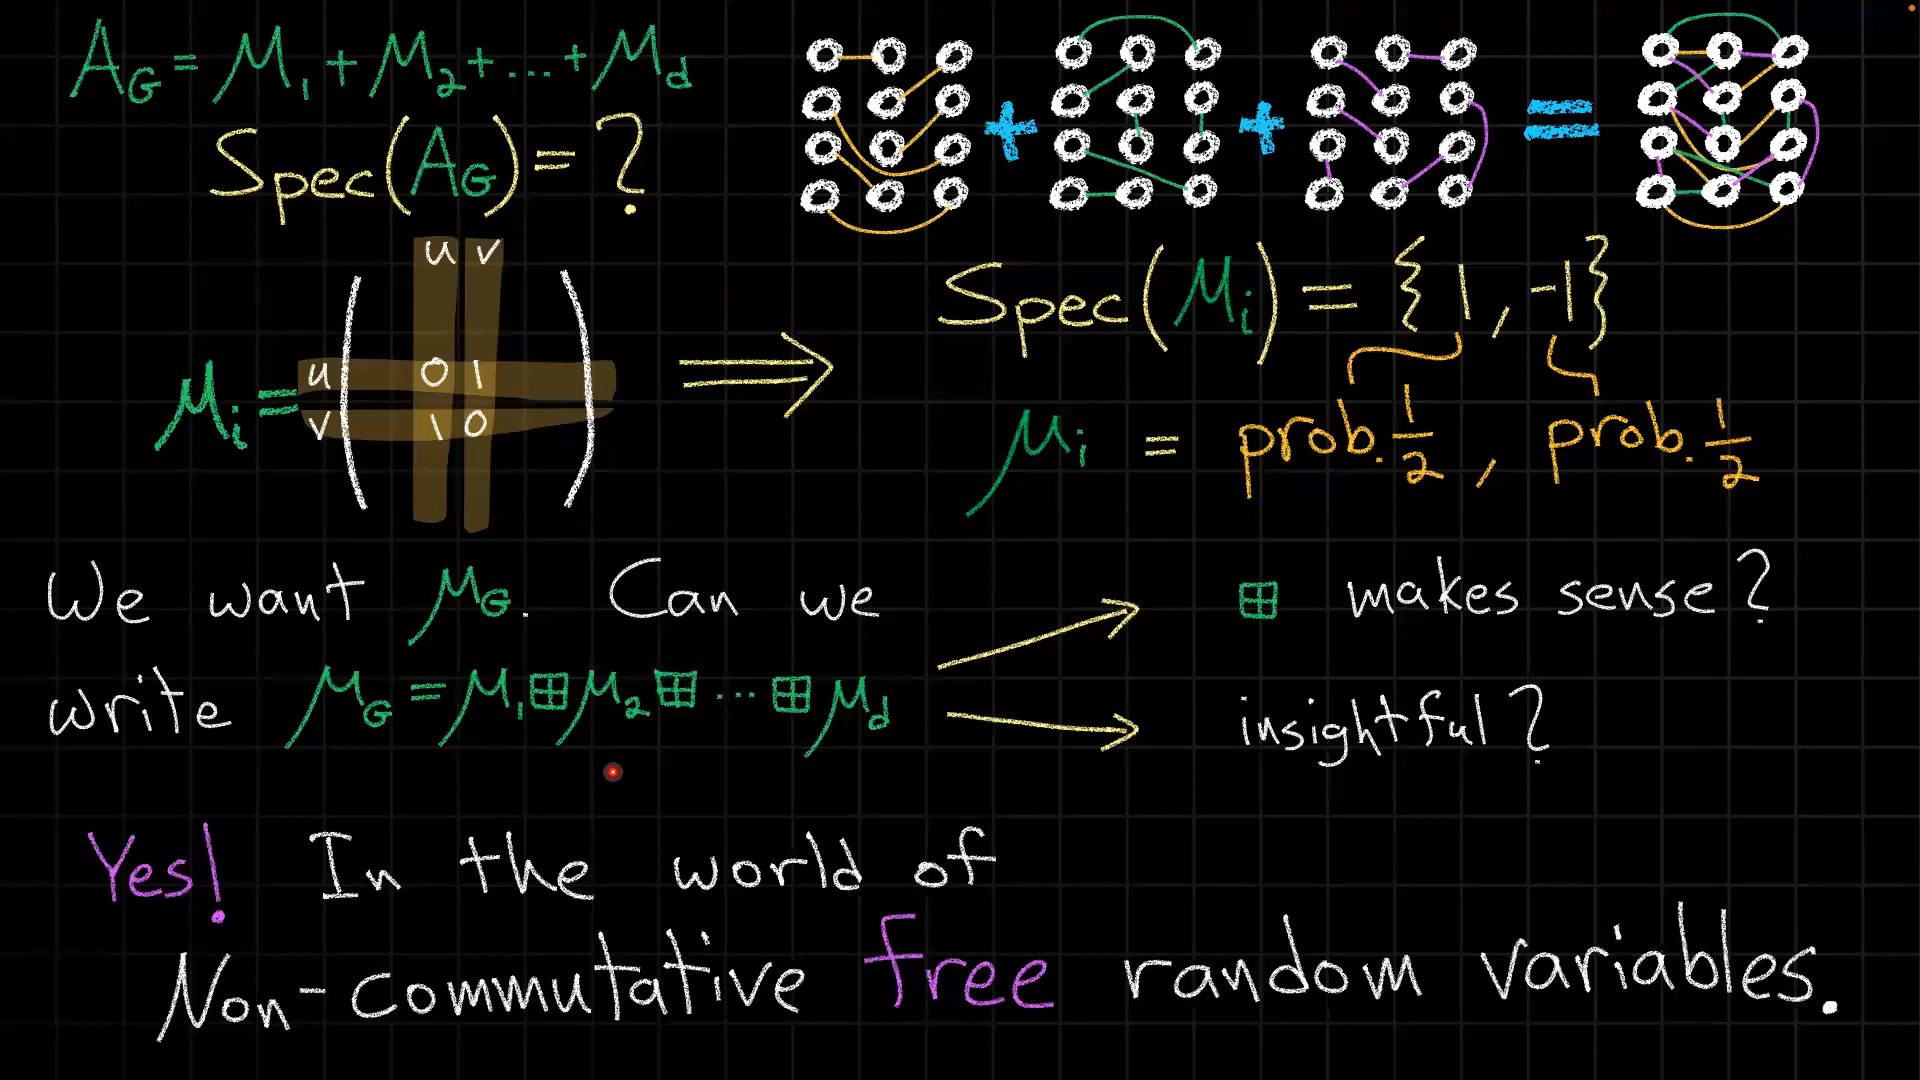 A_G = M_1 + M_2 + ... + M_d
Spec(A_G) = ?
+ + =
u v
M_i = u ( 0 1 )
v ( 1 0 )
⟹
Spec(M_i) = {1, -1}
μ_i = prob. 1/2, prob. 1/2
We want μ_G. Can we
write μ_G = μ_1 ⊞ μ_2 ⊞ ... ⊞ μ_d
⊞ makes sense?
insightful?
Yes! In the world of
Non-commutative free random variables.